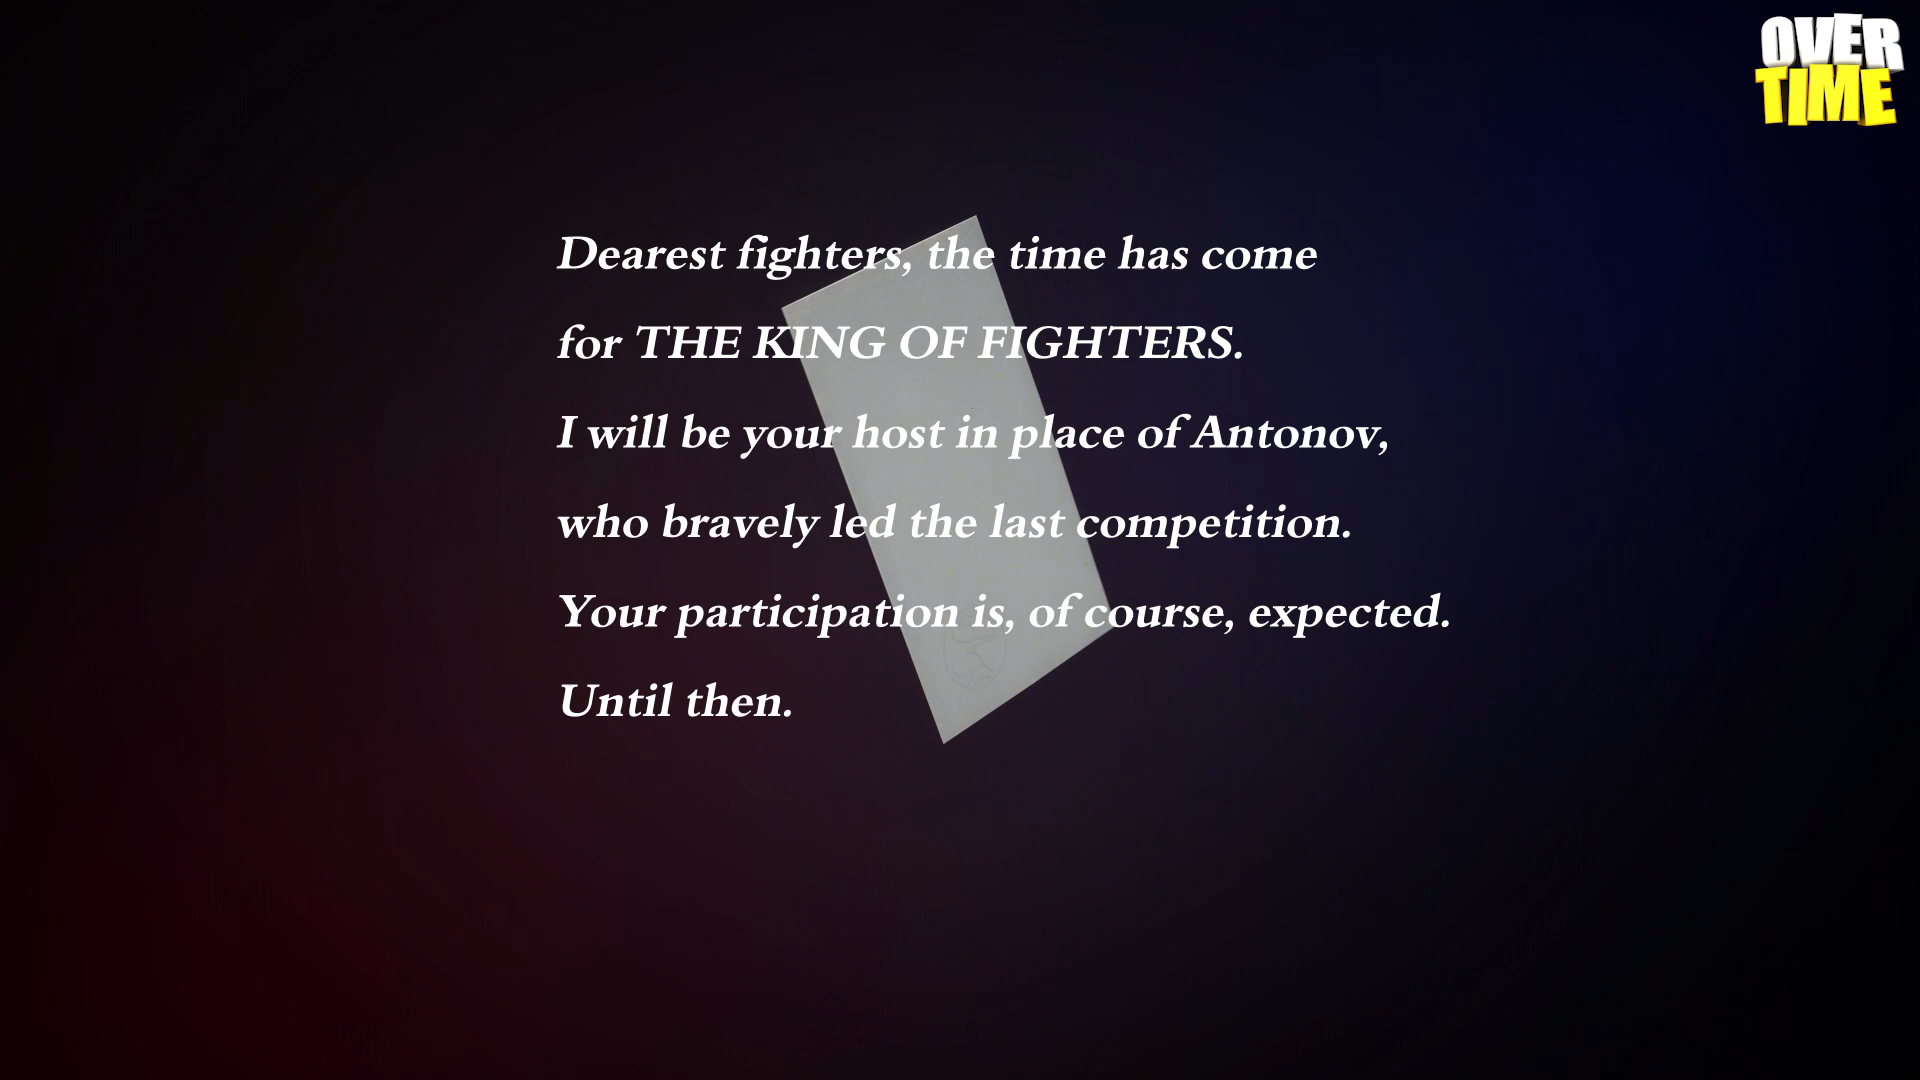 OVER
TIME
Dearest fighters, the time has come
for THE KING OF FIGHTERS.
I will be your host in place of Antonov,
who bravely led the last competition.
Your participation is, of course, expected.
Until then.